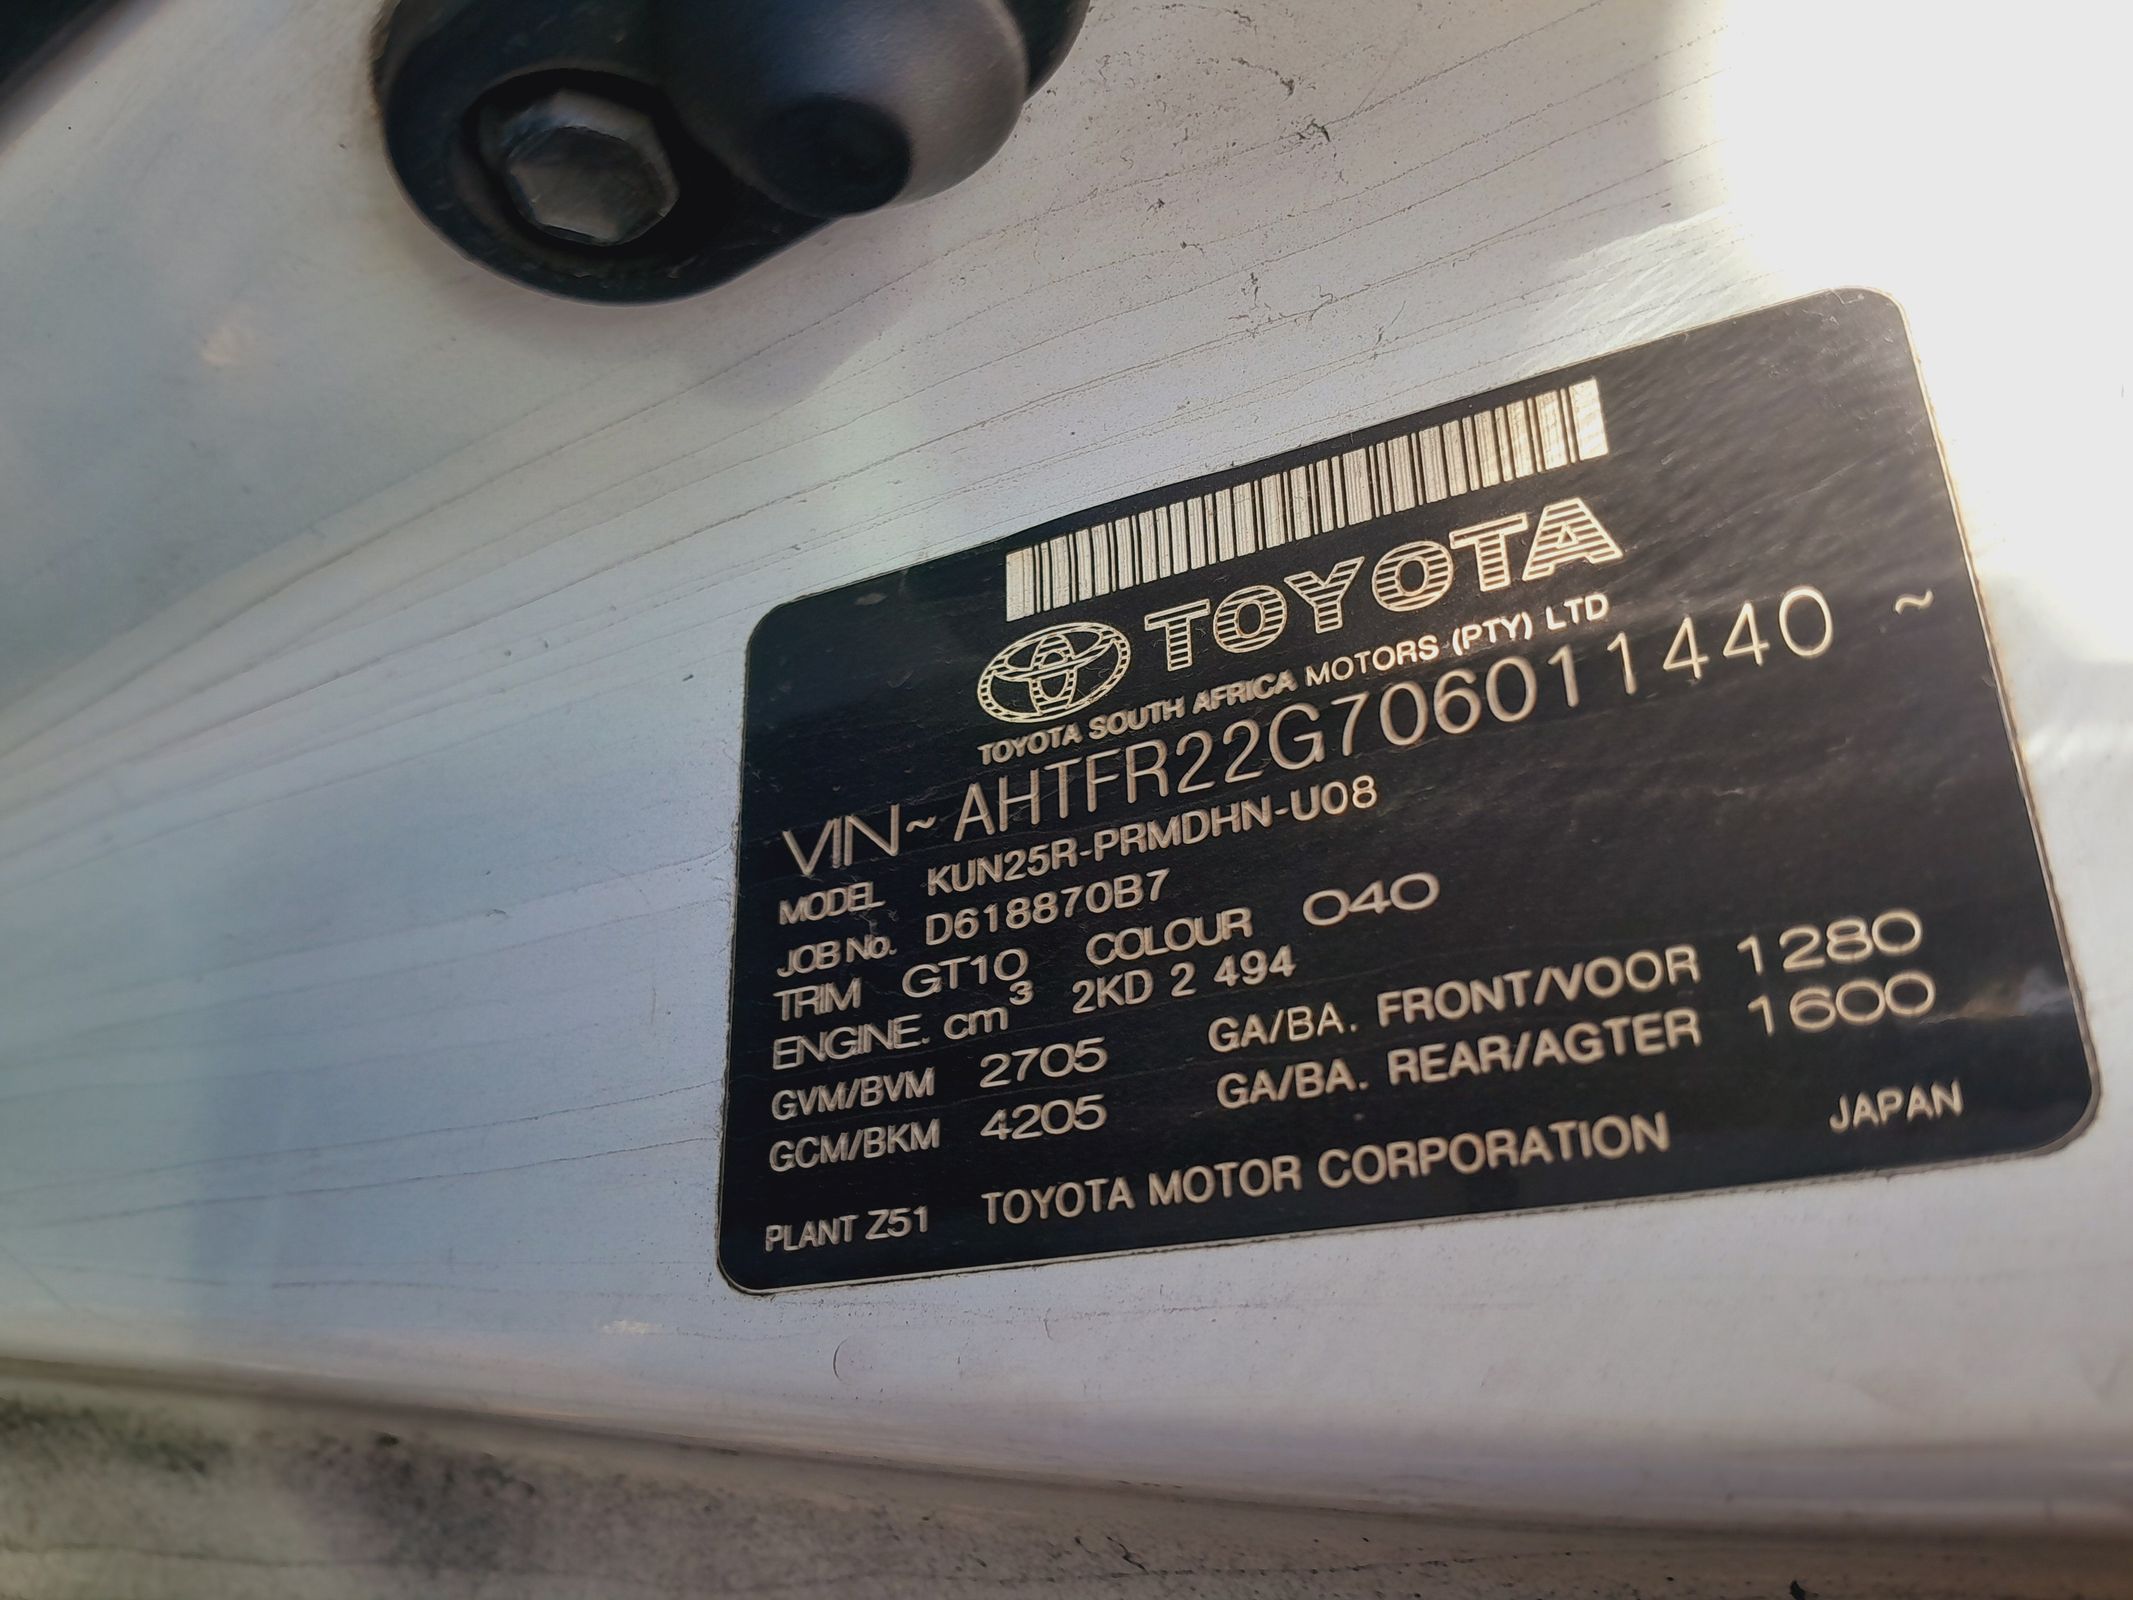 TOYOTA
TOYOTA SOUTH AFRICA MOTORS (PTY) LTD
VIN~AHTFR22G706011440 ~
MODEL KUN25R-PRMDHN-U08
JOB No. D618870B7
TRIM GT10 COLOUR 040
ENGINE. cm³ 2KD 2 494
GVM/BVM 2705 GA/BA. FRONT/VOOR 1280
GCM/BKM 4205 GA/BA. REAR/AGTER 1600
PLANT Z51 TOYOTA MOTOR CORPORATION JAPAN